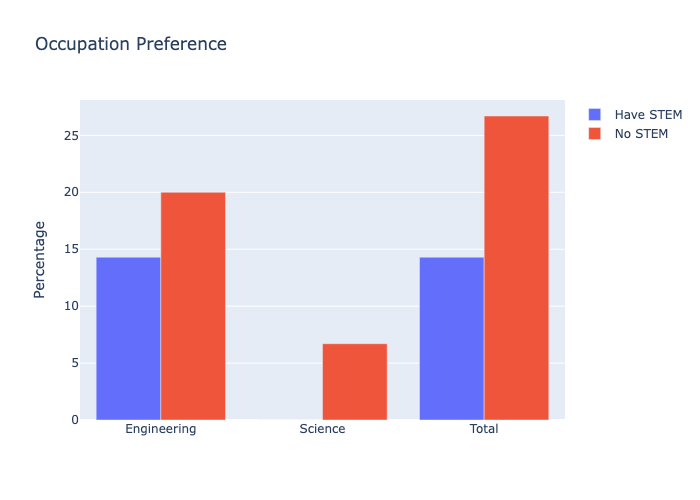 Occupation Preference
Have STEM
No STEM
Percentage
25
20
15
10
5
0
Engineering
Science
Total